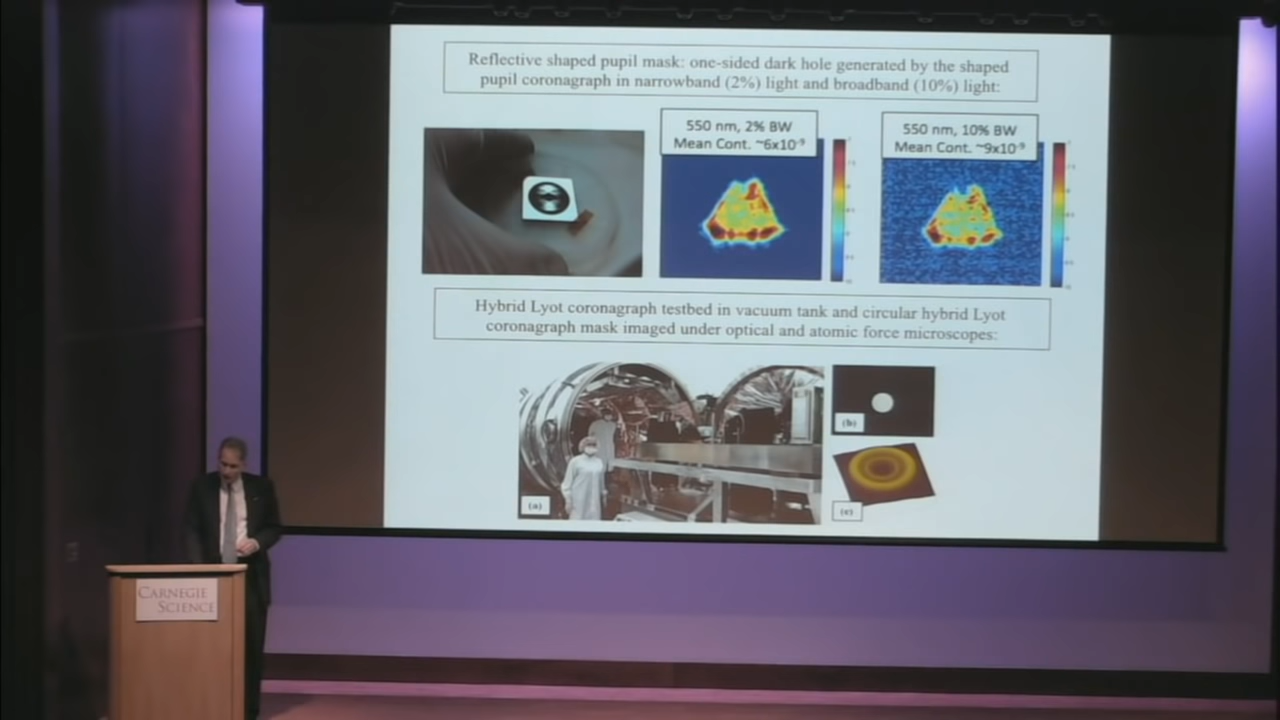 Reflective shaped pupil mask: one-sided dark hole generated by the shaped
pupil coronagraph in narrowband (2%) light and broadband (10%) light:
550 nm, 2% BW
Mean Cont. ~6x10⁻⁹
550 nm, 10% BW
Mean Cont. ~9x10⁻⁹
Hybrid Lyot coronagraph testbed in vacuum tank and circular hybrid Lyot
coronagraph mask imaged under optical and atomic force microscopes:
(a)
(b)
(c)
CARNEGIE
SCIENCE